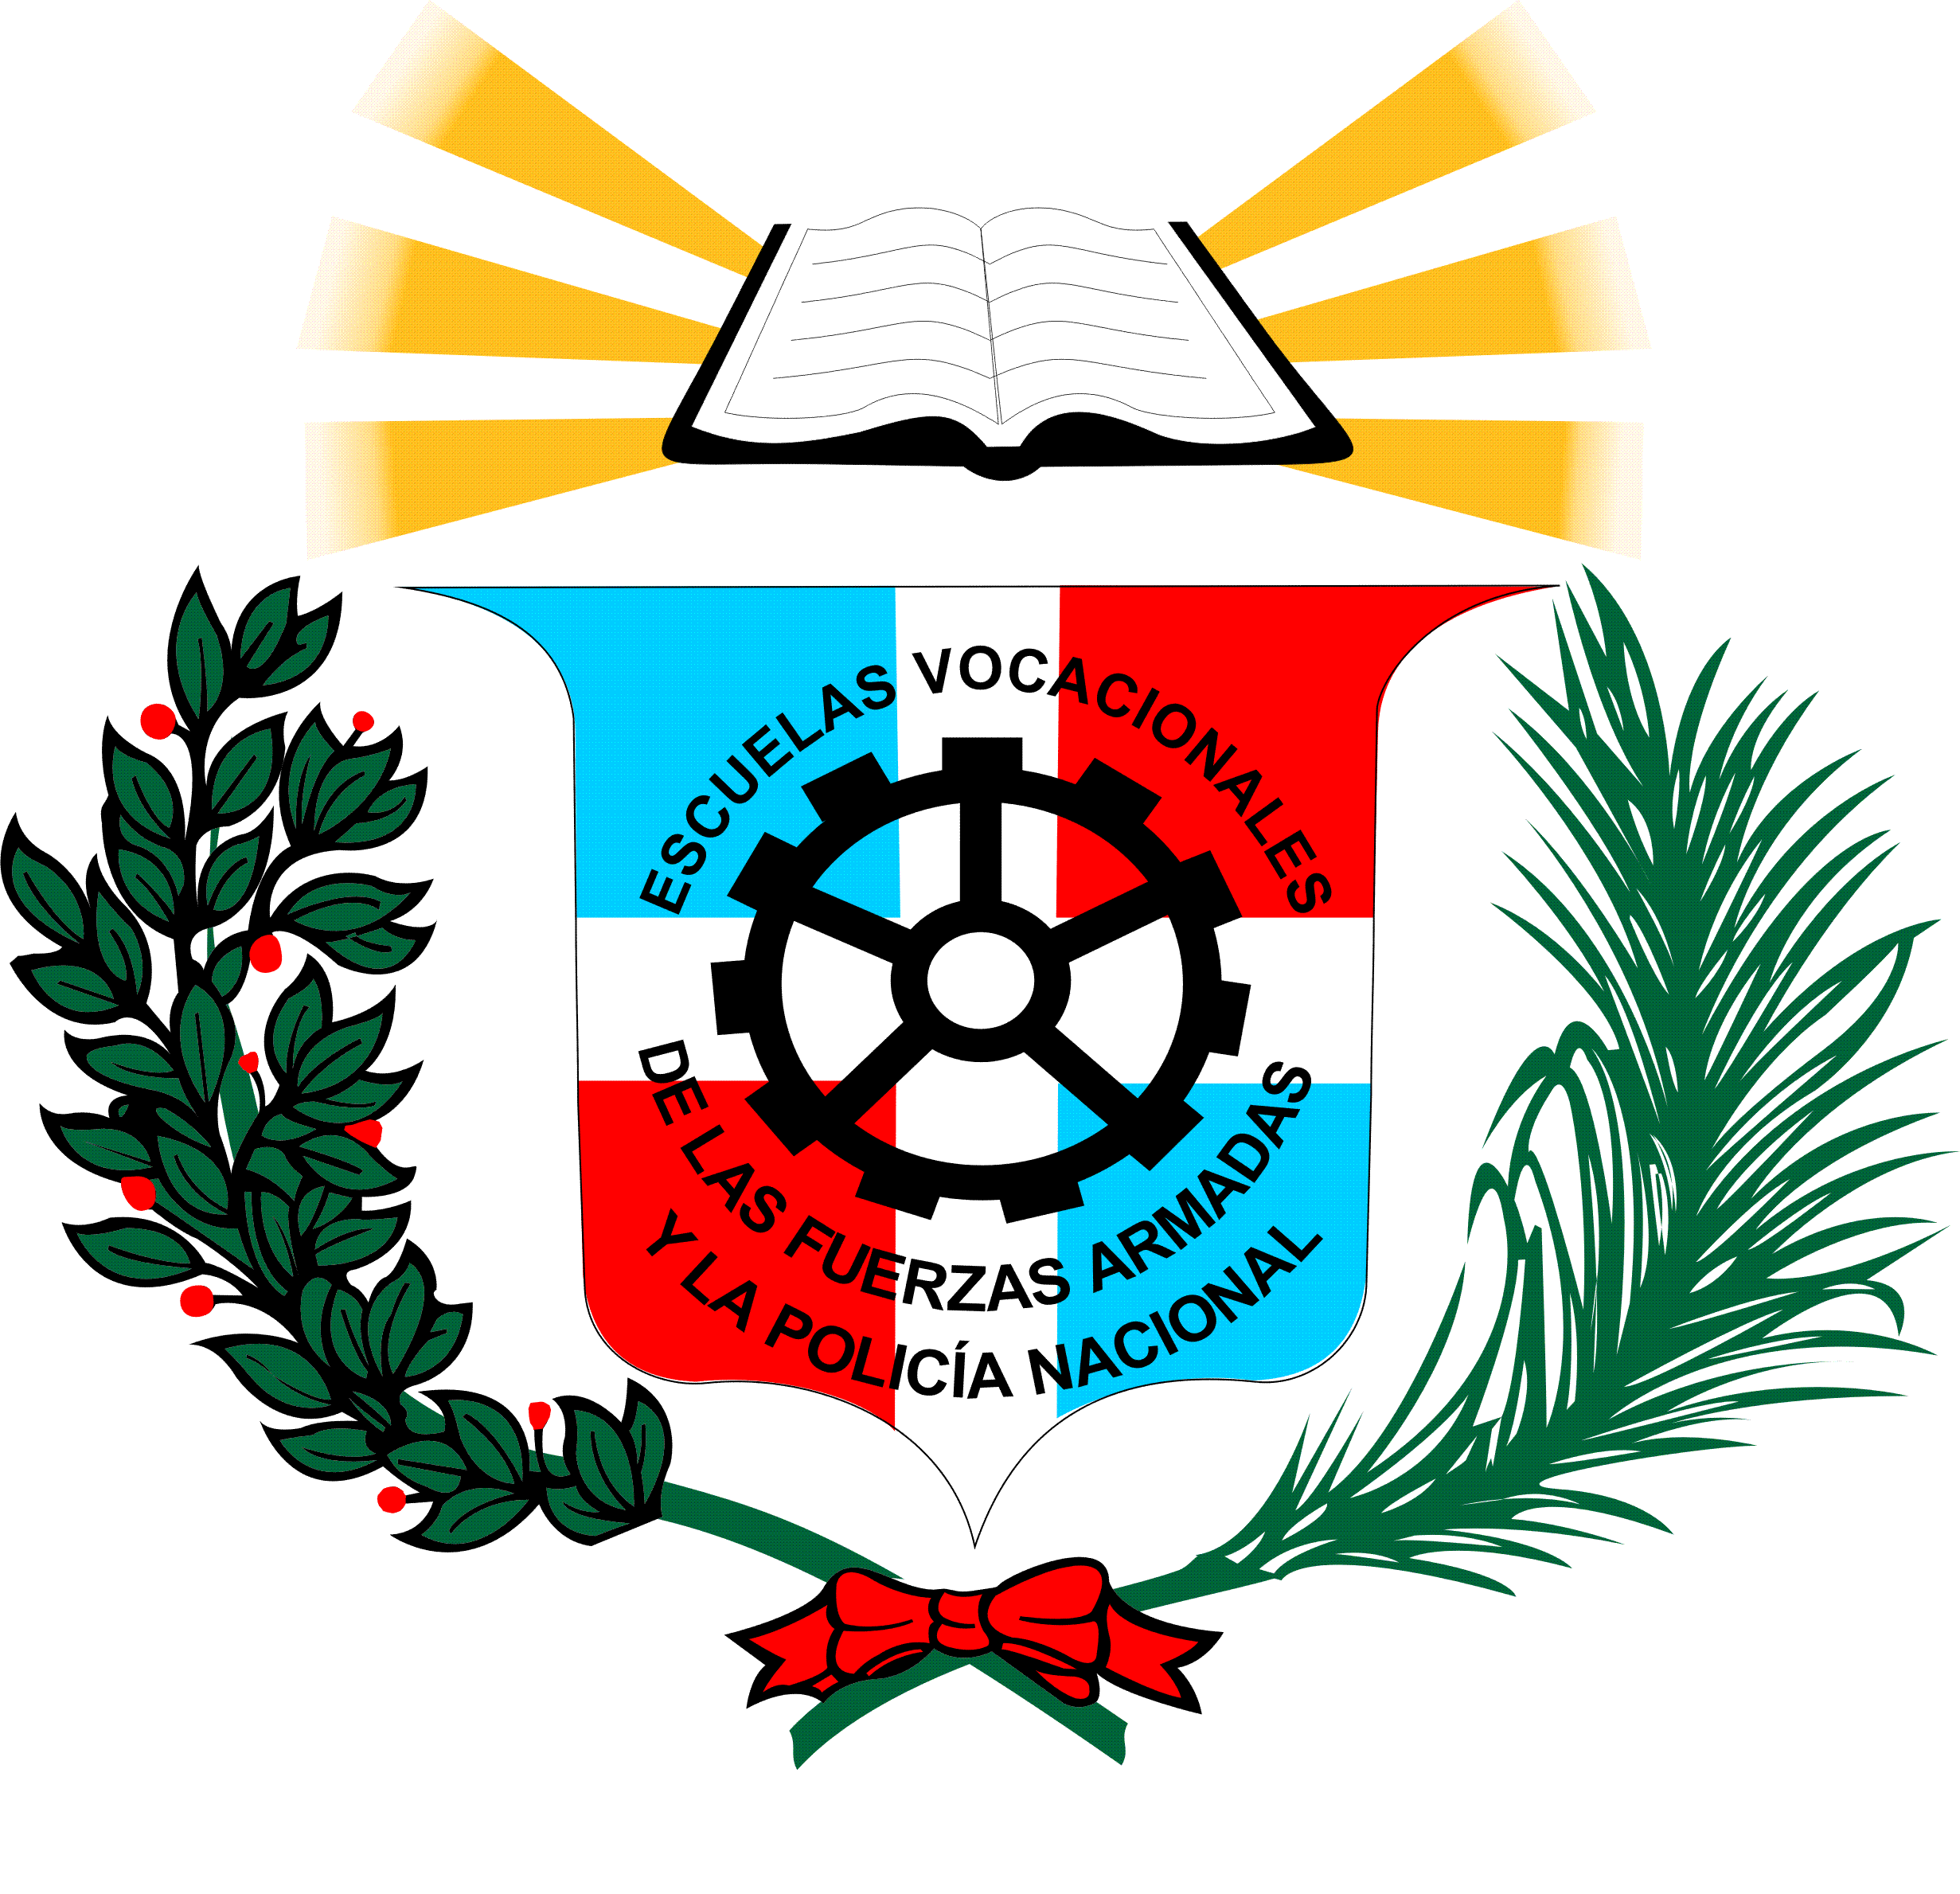 ESCUELAS VOCACIONALES
DE LAS FUERZAS ARMADAS
Y LA POLICÍA NACIONAL